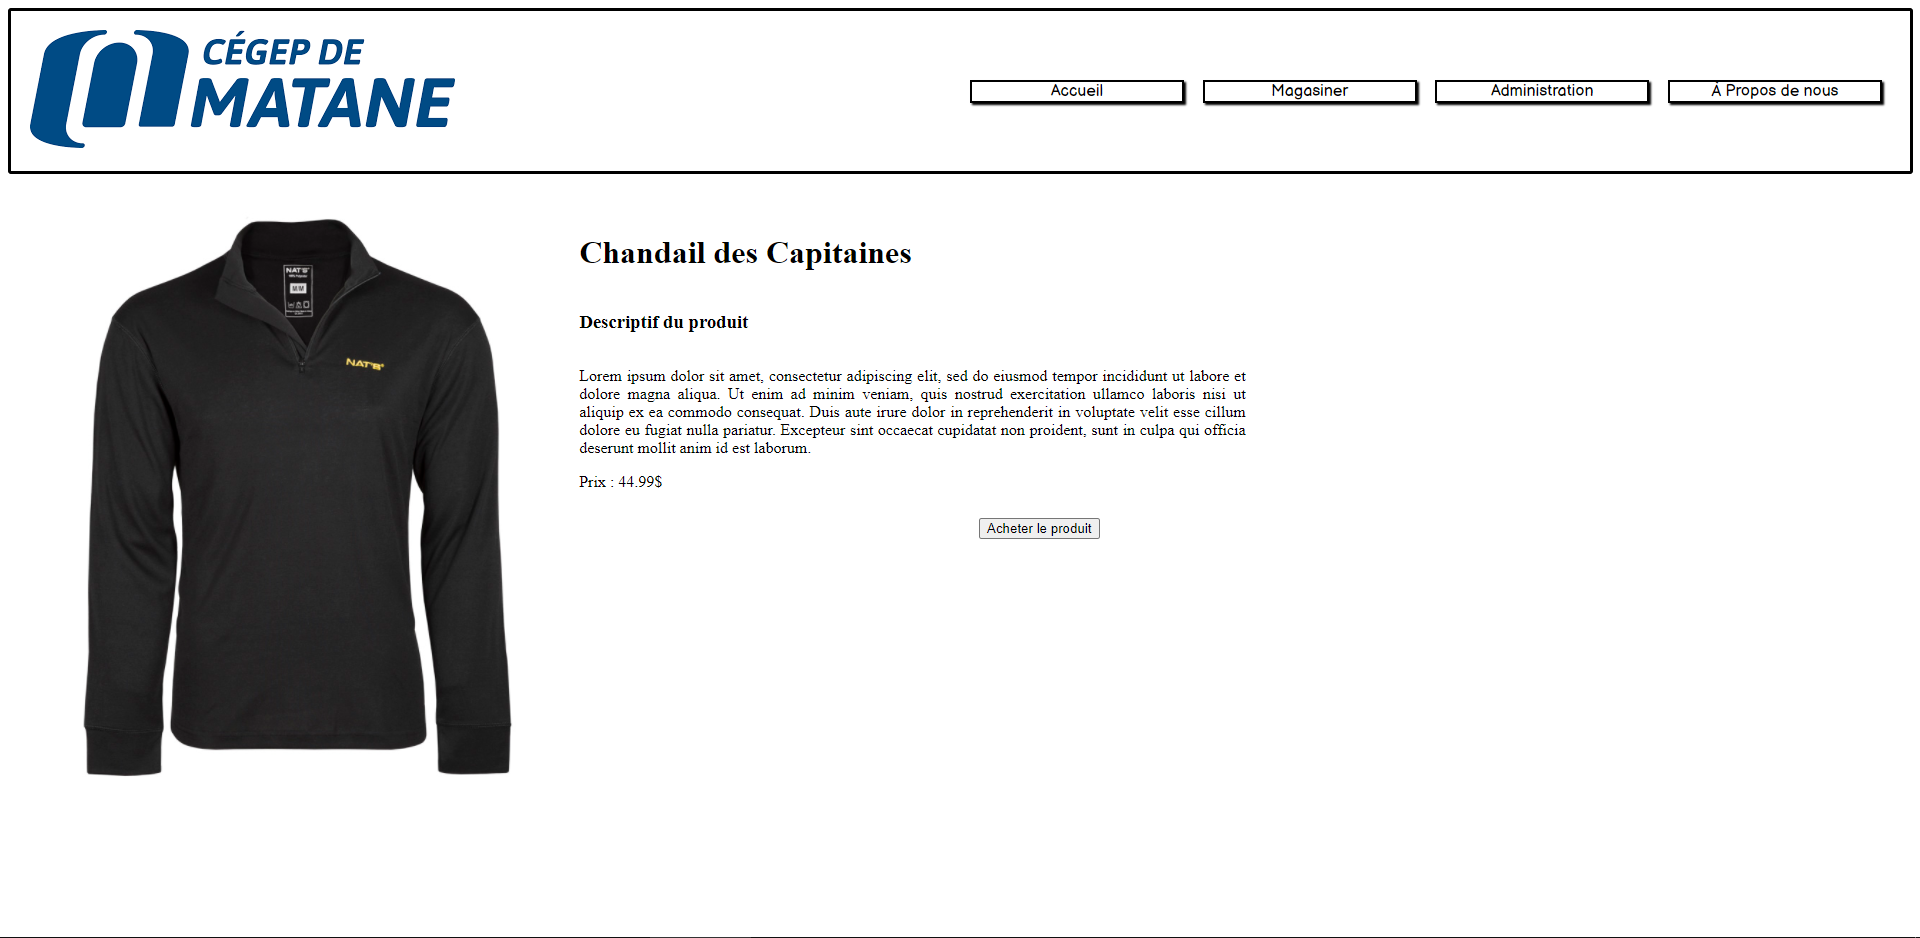 CÉGEP DE
MATANE
Accueil
Magasiner
Administration
À Propos de nous
NAT'S
M/M
NAT'S
Chandail des Capitaines
Descriptif du produit
Lorem ipsum dolor sit amet, consectetur adipiscing elit, sed do eiusmod tempor incididunt ut labore et
dolore magna aliqua. Ut enim ad minim veniam, quis nostrud exercitation ullamco laboris nisi ut
aliquip ex ea commodo consequat. Duis aute irure dolor in reprehenderit in voluptate velit esse cillum
dolore eu fugiat nulla pariatur. Excepteur sint occaecat cupidatat non proident, sunt in culpa qui officia
deserunt mollit anim id est laborum.
Prix : 44.99$
Acheter le produit